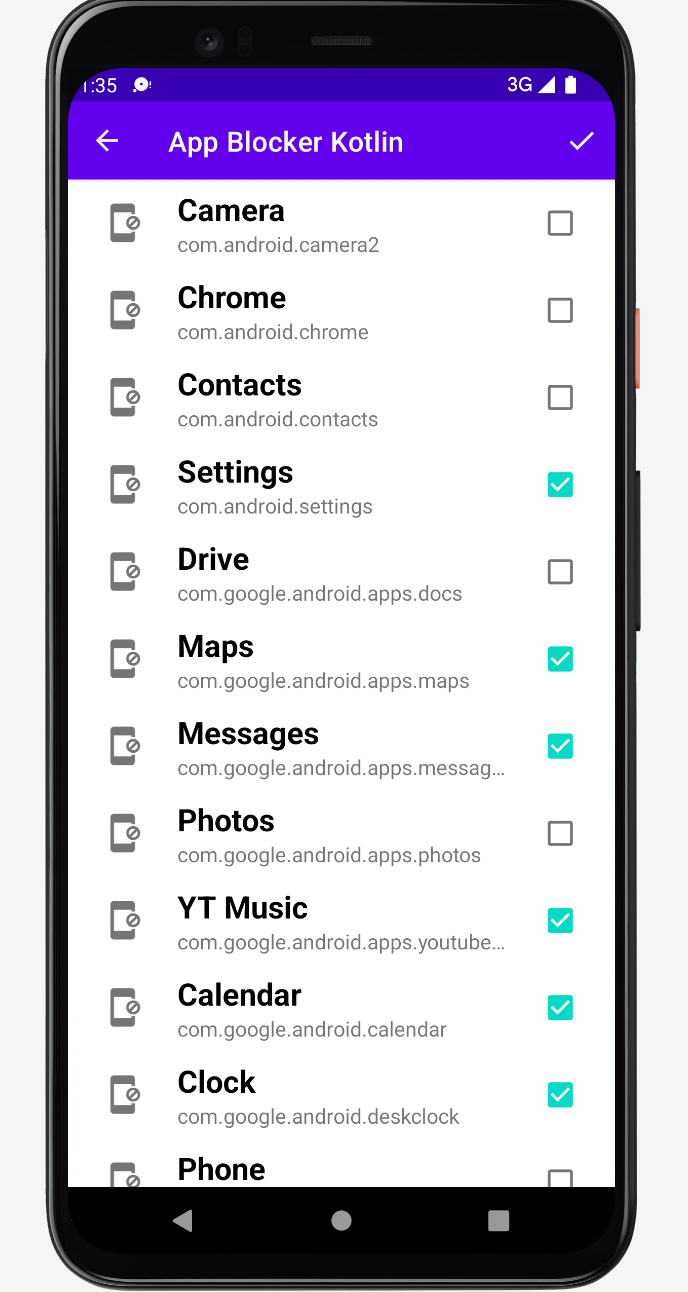 1:35
3G
App Blocker Kotlin
Camera
com.android.camera2
Chrome
com.android.chrome
Contacts
com.android.contacts
Settings
com.android.settings
Drive
com.google.android.apps.docs
Maps
com.google.android.apps.maps
Messages
com.google.android.apps.messag...
Photos
com.google.android.apps.photos
YT Music
com.google.android.apps.youtube...
Calendar
com.google.android.calendar
Clock
com.google.android.deskclock
Phone